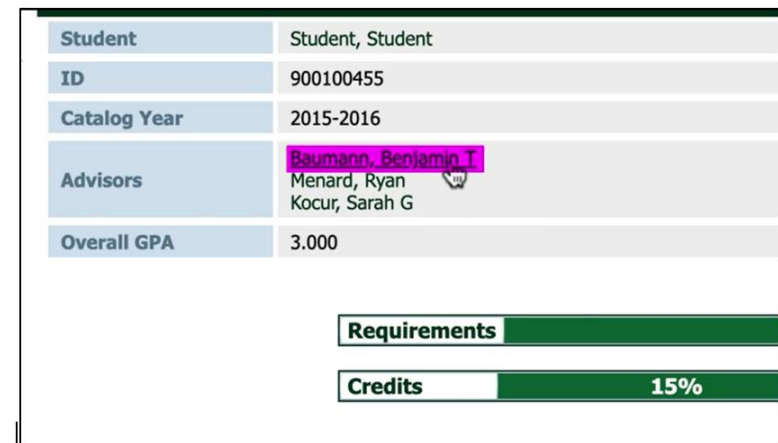 Student Student, Student
ID 900100455
Catalog Year 2015-2016
Advisors Baumann, Benjamin T
Menard, Ryan
Kocur, Sarah G
Overall GPA 3.000
Requirements
Credits 15%